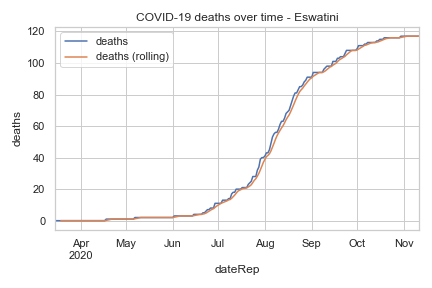 COVID-19 deaths over time - Eswatini
deaths
deaths (rolling)
120
100
80
60
40
20
0
deaths
Apr May Jun Jul Aug Sep Oct Nov
2020
dateRep